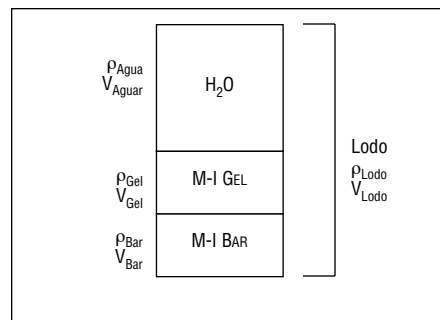 ρAgua
VAguar
H2O
Lodo
ρLodo
VLodo
ρGel
VGel
M-I GEL
ρBar
VBar
M-I BAR